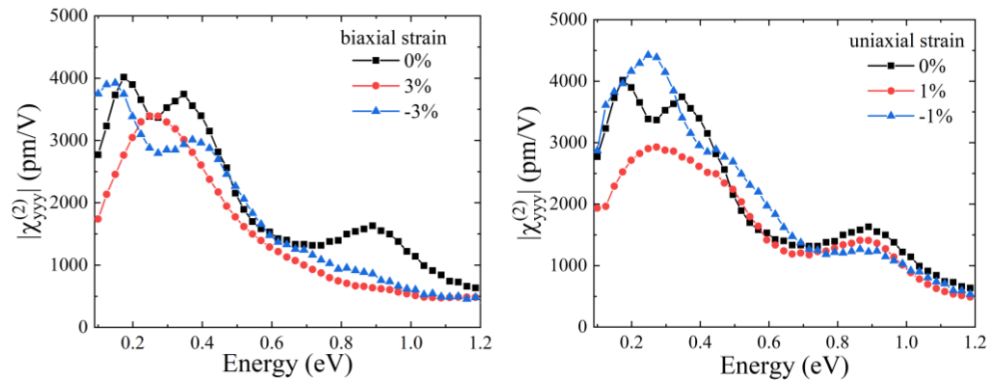 5000
4000
3000
2000
1000
0
|χ⁽²⁾yyy| (pm/V)
biaxial strain
0%
3%
-3%
0.2 0.4 0.6 0.8 1.0 1.2
Energy (eV)
5000
4000
3000
2000
1000
0
|χ⁽²⁾yyy| (pm/V)
uniaxial strain
0%
1%
-1%
0.2 0.4 0.6 0.8 1.0 1.2
Energy (eV)